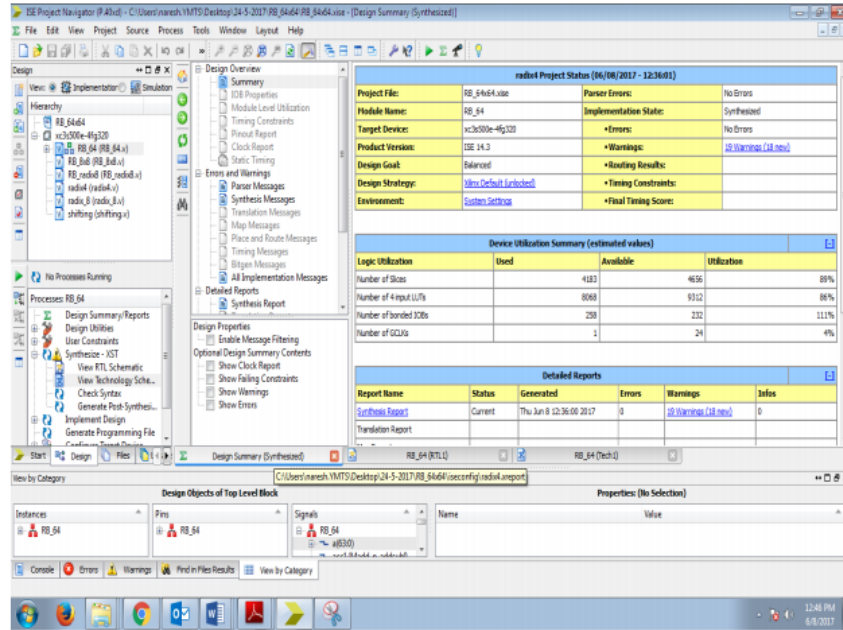 ISE Project Navigator (P.40xd) - C:\Users\naresh.YMTS\Desktop\24-5-2017\RB_64x64\RB_64x64.xise - [Design Summary (Synthesized)]
File Edit View Project Source Process Tools Window Layout Help
Design
View: Implementation Simulation
Hierarchy
RB_64x64
xc3s500e-4fg320
RB_64 (RB_64.v)
RB_8x8 (RB_8x8.v)
RB_radix8 (RB_radix8.v)
radix4 (radix4.v)
radix_8 (radix_8.v)
shifting (shifting.v)
No Processes Running
Processes: RB_64
Design Summary/Reports
Design Utilities
User Constraints
Synthesize - XST
View RTL Schematic
View Technology Sche...
Check Syntax
Generate Post-Synthesi...
Implement Design
Generate Programming File
Start Design Files
Design Overview
Summary
IOB Properties
Module Level Utilization
Timing Constraints
Pinout Report
Clock Report
Static Timing
Errors and Warnings
Parser Messages
Synthesis Messages
Translation Messages
Map Messages
Place and Route Messages
Timing Messages
Bitgen Messages
All Implementation Messages
Detailed Reports
Synthesis Report
Design Properties
Enable Message Filtering
Optional Design Summary Contents
Show Clock Report
Show Failing Constraints
Show Warnings
Show Errors
radix4 Project Status (06/08/2017 - 12:36:01)
Project File: RB_64x64.xise Parser Errors: No Errors
Module Name: RB_64 Implementation State: Synthesized
Target Device: xc3s500e-4fg320 •Errors: No Errors
Product Version: ISE 14.3 •Warnings: 19 Warnings (18 new)
Design Goal: Balanced •Routing Results:
Design Strategy: Xilinx Default (unlocked) •Timing Constraints:
Environment: System Settings •Final Timing Score:
Device Utilization Summary (estimated values) [-]
Logic Utilization Used Available Utilization
Number of Slices 4183 4656 89%
Number of 4 input LUTs 8068 9312 86%
Number of bonded IOBs 258 232 111%
Number of GCLKs 1 24 4%
Detailed Reports [-]
Report Name Status Generated Errors Warnings Infos
Synthesis Report Current Thu Jun 8 12:36:00 2017 0 19 Warnings (18 new) 0
Translation Report
Design Summary (Synthesized) RB_64 (RTL1) RB_64 (Tech1)
C:\Users\naresh.YMTS\Desktop\24-5-2017\RB_64x64\iseconfig\radix4.xreport
View by Category
Design Objects of Top Level Block Properties: (No Selection)
Instances Pins Signals Name Value
RB_64 RB_64 RB_64
a(63:0)
Console Errors Warnings Find in Files Results View by Category
12:46 PM
6/8/2017